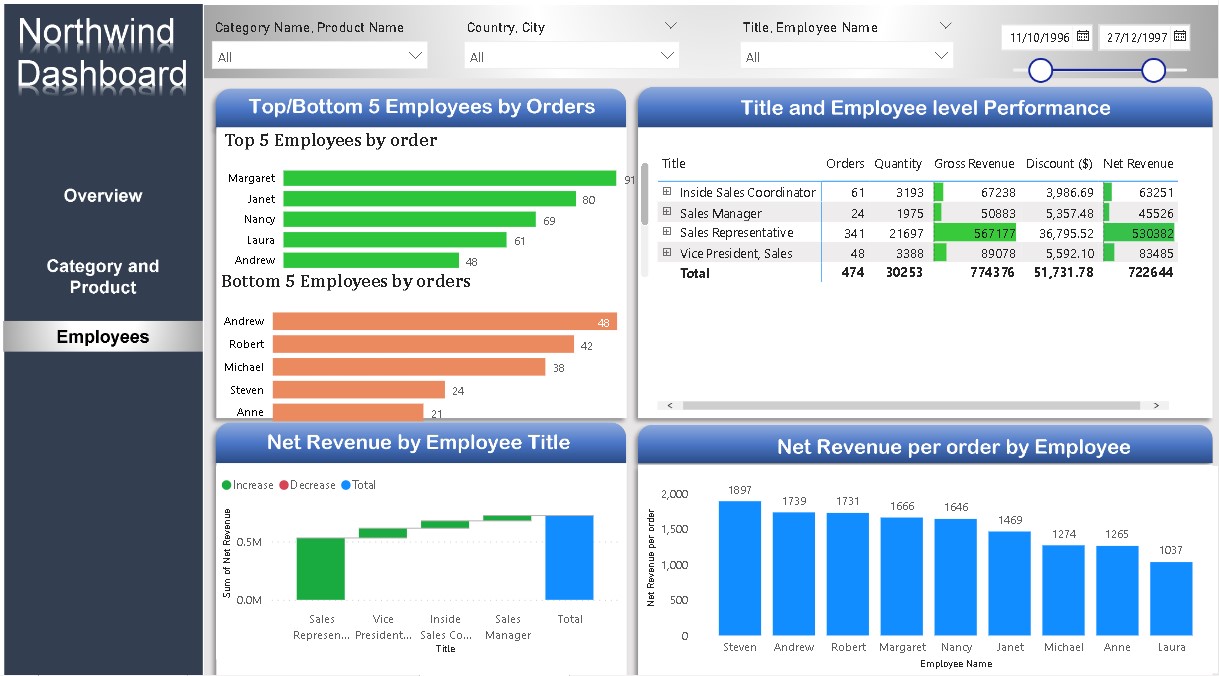 Northwind
Dashboard
Overview
Category and
Product
Employees
Category Name, Product Name
All
Country, City
All
Title, Employee Name
All
11/10/1996
27/12/1997
Top/Bottom 5 Employees by Orders
Top 5 Employees by order
Margaret 91
Janet 80
Nancy 69
Laura 61
Andrew 48
Bottom 5 Employees by orders
Andrew 48
Robert 42
Michael 38
Steven 24
Anne 21
Title and Employee level Performance
Title Orders Quantity Gross Revenue Discount ($) Net Revenue
Inside Sales Coordinator 61 3193 67238 3,986.69 63251
Sales Manager 24 1975 50883 5,357.48 45526
Sales Representative 341 21697 567177 36,795.52 530382
Vice President, Sales 48 3388 89078 5,592.10 83485
Total 474 30253 774376 51,731.78 722644
Net Revenue by Employee Title
Increase Decrease Total
Sum of Net Revenue
0.5M
0.0M
Sales Vice Inside Sales Total
Represen... President... Sales Co... Manager
Title
Net Revenue per order by Employee
Net Revenue per order
2,000
1,500
1,000
500
0
1897 1739 1731 1666 1646 1469 1274 1265 1037
Steven Andrew Robert Margaret Nancy Janet Michael Anne Laura
Employee Name